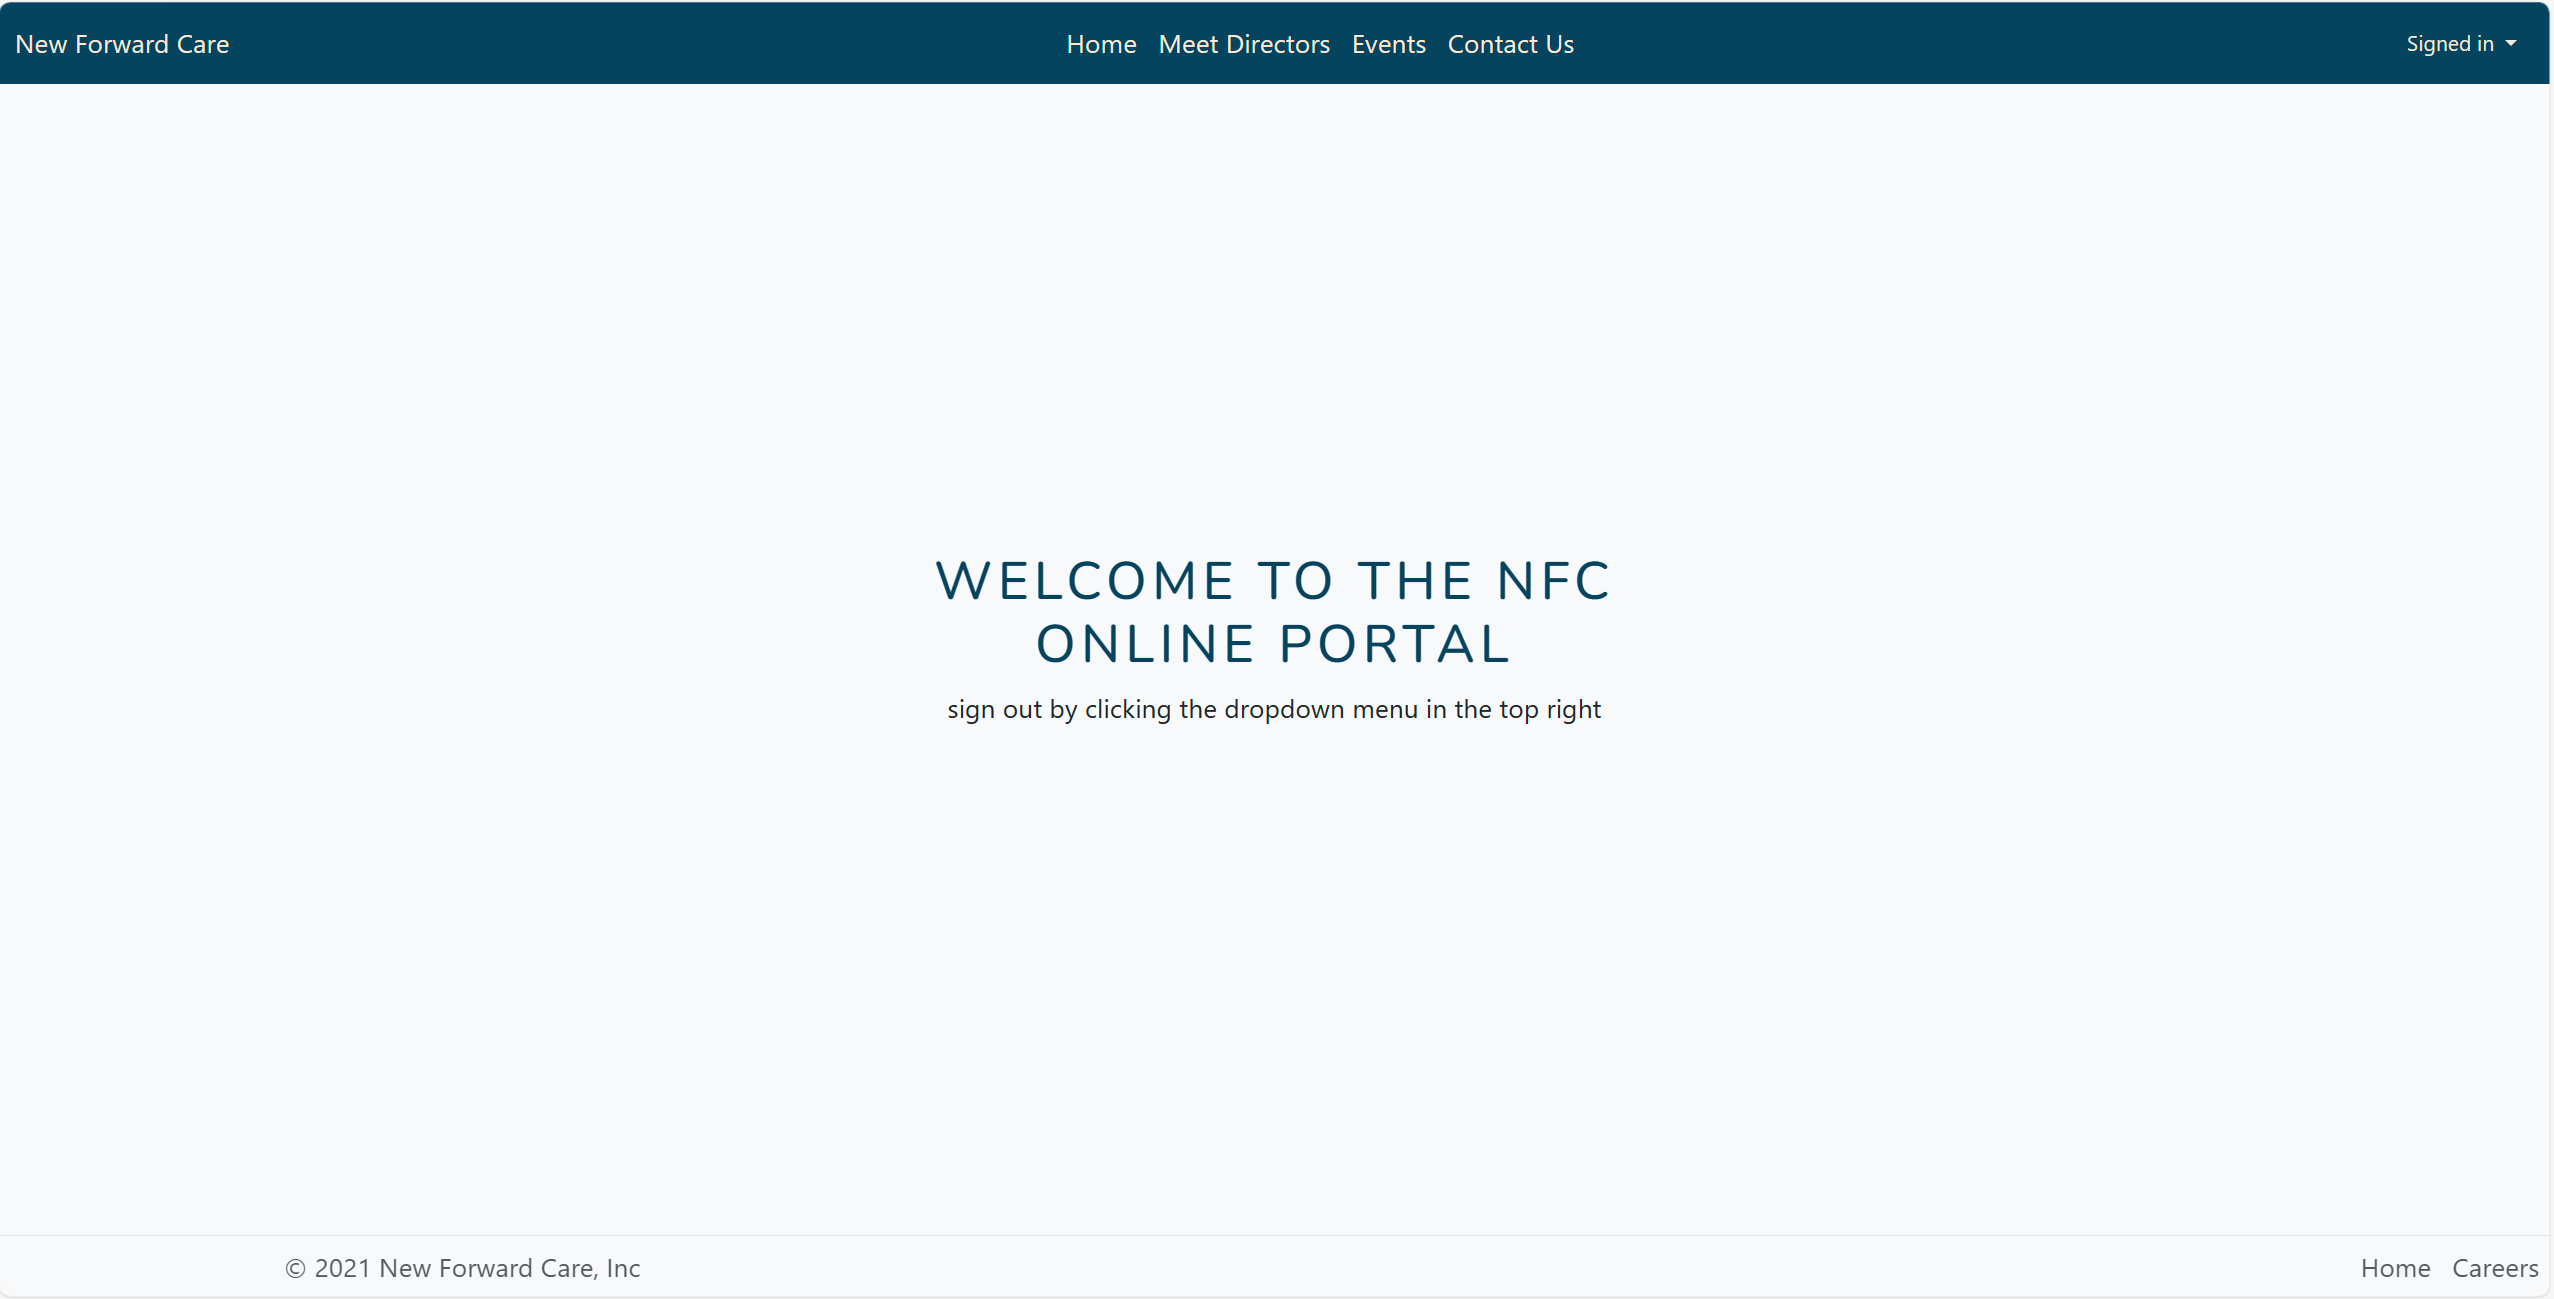 New Forward Care Home Meet Directors Events Contact Us Signed in
WELCOME TO THE NFC
ONLINE PORTAL
sign out by clicking the dropdown menu in the top right
© 2021 New Forward Care, Inc Home Careers